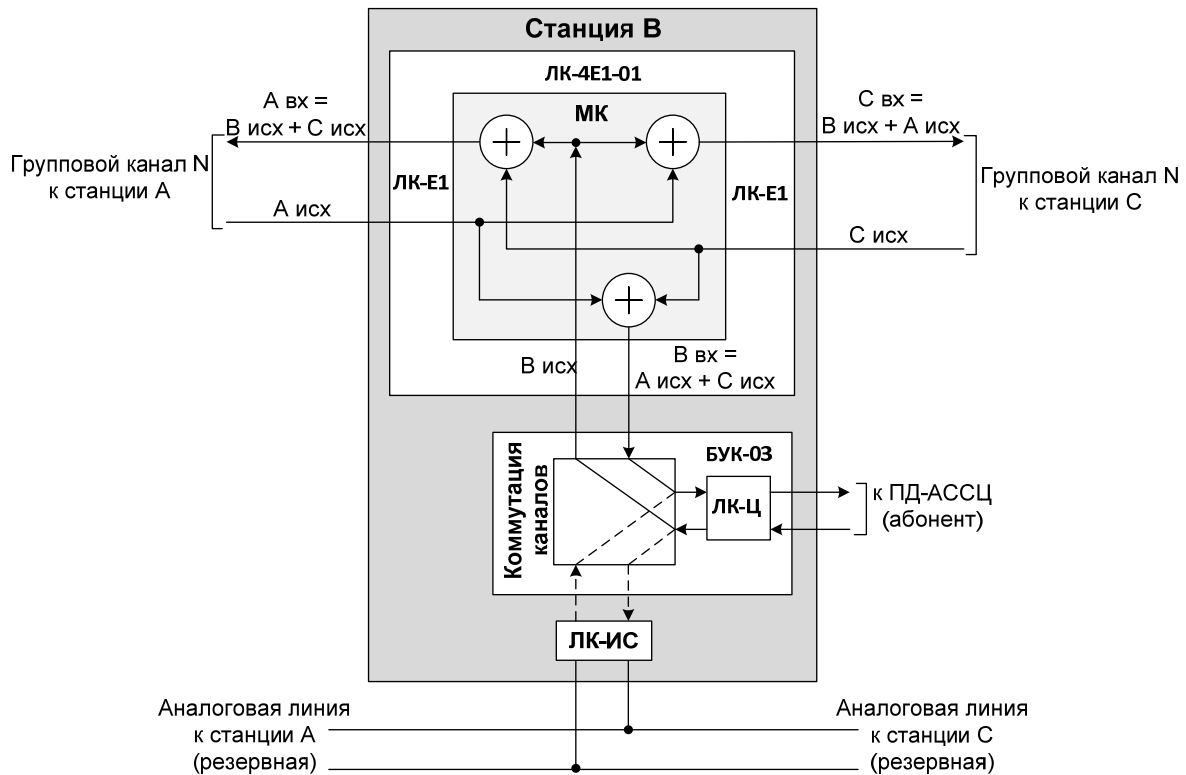 Станция В
ЛК-4Е1-01
МК
А вх =
В исх + С исх
С вх =
В исх + А исх
Групповой канал N
к станции А
ЛК-Е1
ЛК-Е1
Групповой канал N
к станции С
А исх
С исх
В исх
В вх =
А исх + С исх
БУК-03
Коммутация
каналов
ЛК-Ц
к ПД-АССЦ
(абонент)
ЛК-ИС
Аналоговая линия
к станции А
(резервная)
Аналоговая линия
к станции С
(резервная)